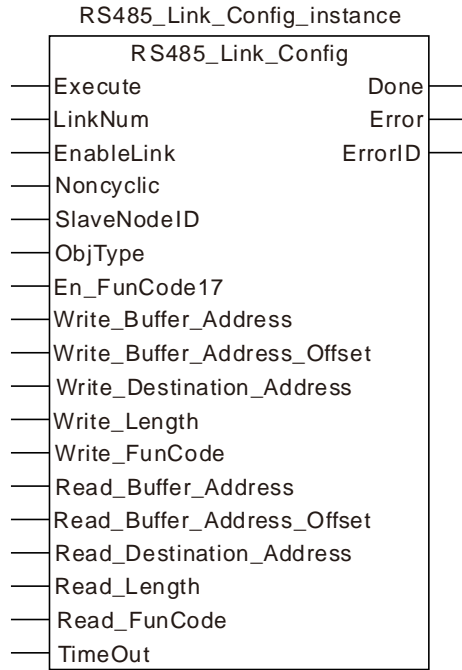 RS485_Link_Config_instance
RS485_Link_Config
Execute Done
LinkNum Error
EnableLink ErrorID
Noncyclic
SlaveNodeID
ObjType
En_FunCode17
Write_Buffer_Address
Write_Buffer_Address_Offset
Write_Destination_Address
Write_Length
Write_FunCode
Read_Buffer_Address
Read_Buffer_Address_Offset
Read_Destination_Address
Read_Length
Read_FunCode
TimeOut